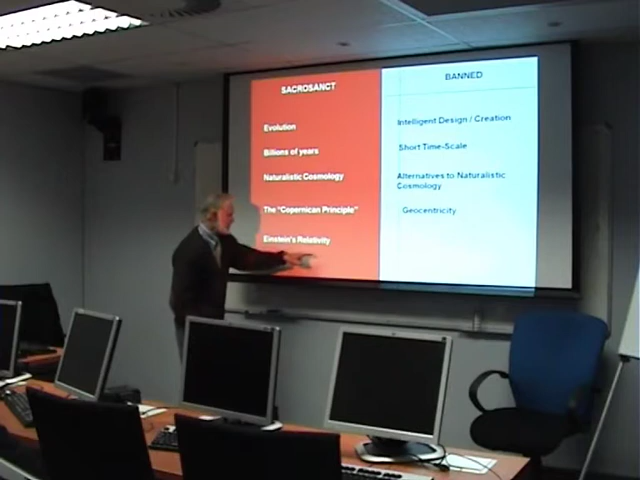 SACROSANCT
Evolution
Billions of years
Naturalistic Cosmology
The "Copernican Principle"
Einstein's Relativity
BANNED
Intelligent Design / Creation
Short Time-Scale
Alternatives to Naturalistic
Cosmology
Geocentricity